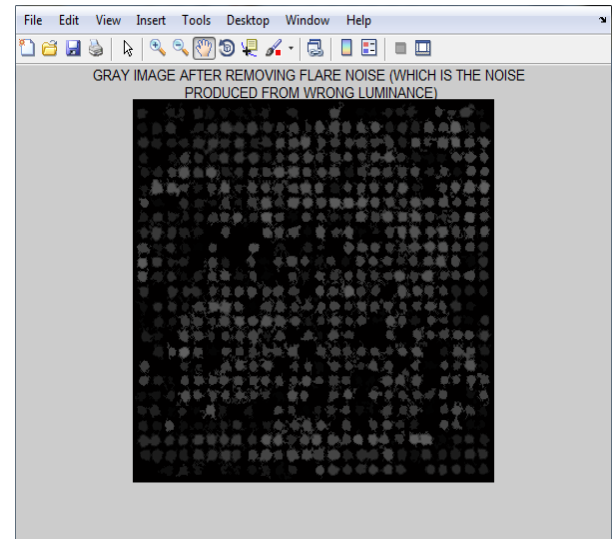 File Edit View Insert Tools Desktop Window Help
GRAY IMAGE AFTER REMOVING FLARE NOISE (WHICH IS THE NOISE
PRODUCED FROM WRONG LUMINANCE)